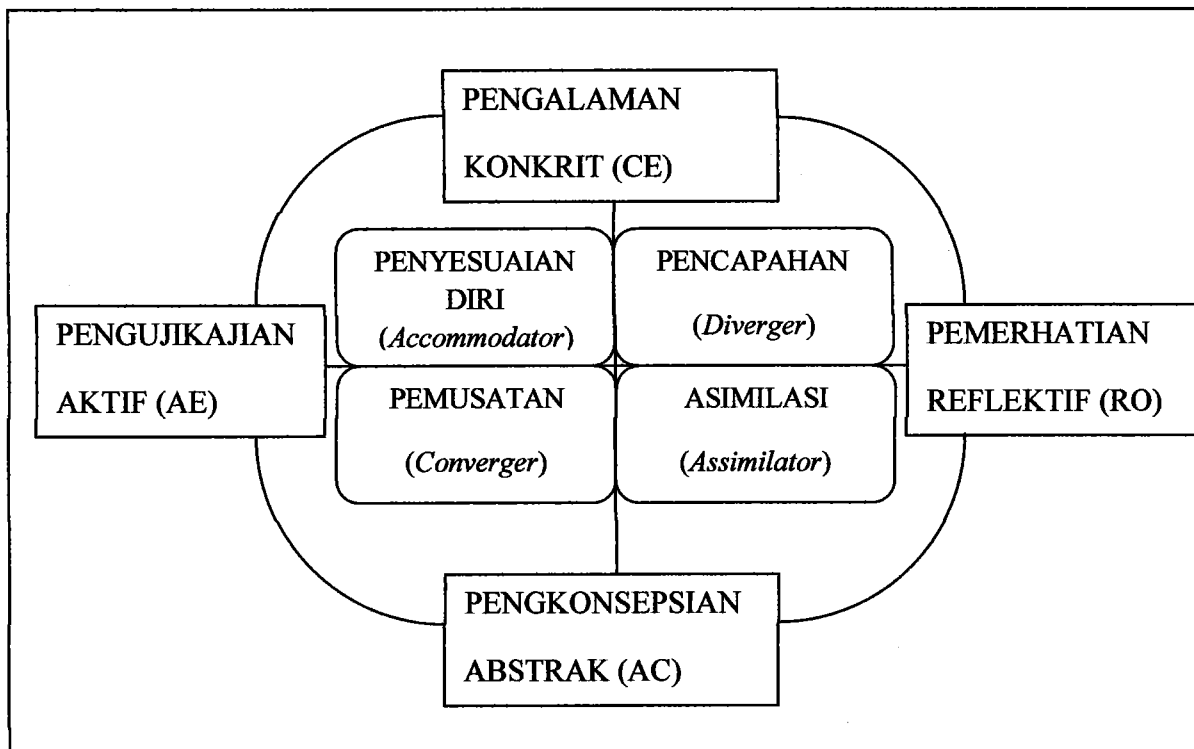 PENGALAMAN
KONKRIT (CE)
PENYESUAIAN
DIRI
(Accommodator)
PENCAPAHAN
(Diverger)
PENGUJIKAJIAN
AKTIF (AE)
PEMERHATIAN
REFLEKTIF (RO)
PEMUSATAN
(Converger)
ASIMILASI
(Assimilator)
PENGKONSEPSIAN
ABSTRAK (AC)